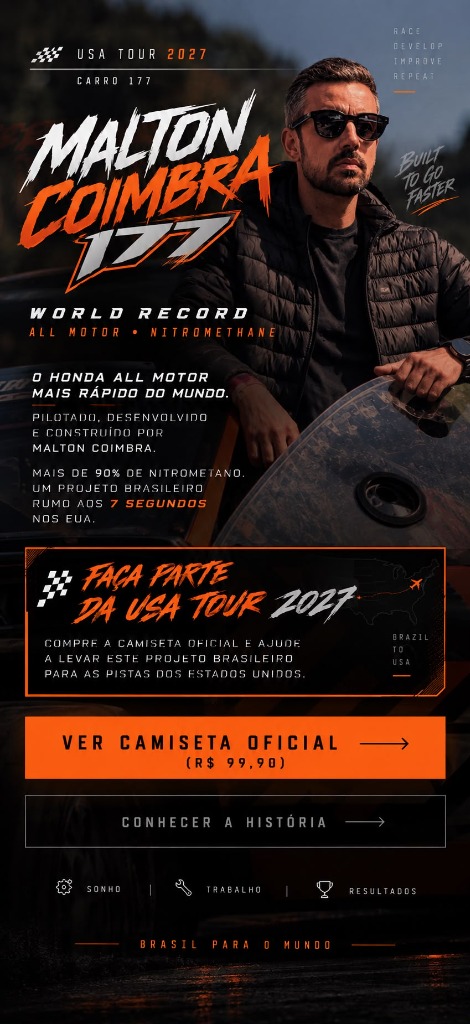 USA TOUR 2027
CARRO 177
RACE
DEVELOP
IMPROVE
REPEAT
MALTON
COIMBRA
177
BUILT
TO GO
FASTER
WORLD RECORD
ALL MOTOR • NITROMETHANE
O HONDA ALL MOTOR
MAIS RÁPIDO DO MUNDO.
PILOTADO, DESENVOLVIDO
E CONSTRUÍDO POR
MALTON COIMBRA.
MAIS DE 90% DE NITROMETANO.
UM PROJETO BRASILEIRO
RUMO AOS 7 SEGUNDOS
NOS EUA.
FAÇA PARTE
DA USA TOUR 2027
COMPRE A CAMISETA OFICIAL E AJUDE
A LEVAR ESTE PROJETO BRASILEIRO
PARA AS PISTAS DOS ESTADOS UNIDOS.
BRAZIL
TO
USA
VER CAMISETA OFICIAL
(R$ 99,90)
CONHECER A HISTÓRIA
SONHO | TRABALHO | RESULTADOS
BRASIL PARA O MUNDO